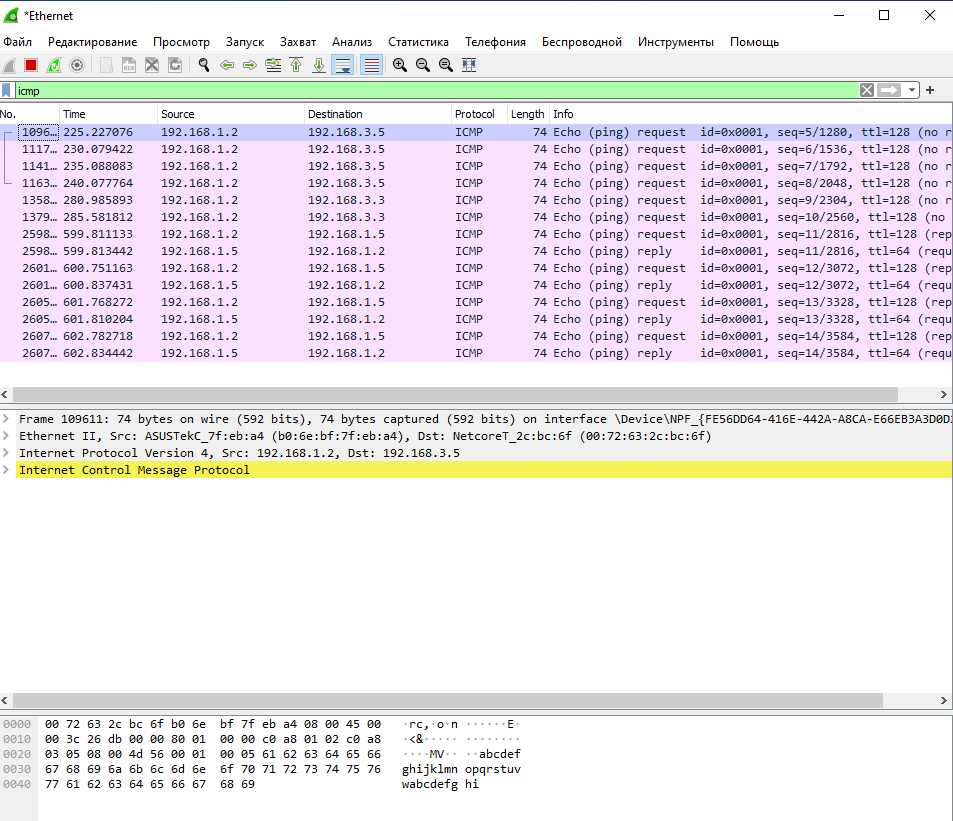 *Ethernet
Файл Редактирование Просмотр Запуск Захват Анализ Статистика Телефония Беспроводной Инструменты Помощь
icmp
No. Time Source Destination Protocol Length Info
1096… 225.227076 192.168.1.2 192.168.3.5 ICMP 74 Echo (ping) request id=0x0001, seq=5/1280, ttl=128 (no r
1117… 230.079422 192.168.1.2 192.168.3.5 ICMP 74 Echo (ping) request id=0x0001, seq=6/1536, ttl=128 (no r
1141… 235.088083 192.168.1.2 192.168.3.5 ICMP 74 Echo (ping) request id=0x0001, seq=7/1792, ttl=128 (no r
1163… 240.077764 192.168.1.2 192.168.3.5 ICMP 74 Echo (ping) request id=0x0001, seq=8/2048, ttl=128 (no r
1358… 280.985893 192.168.1.2 192.168.3.3 ICMP 74 Echo (ping) request id=0x0001, seq=9/2304, ttl=128 (no r
1379… 285.581812 192.168.1.2 192.168.3.3 ICMP 74 Echo (ping) request id=0x0001, seq=10/2560, ttl=128 (no
2598… 599.811133 192.168.1.2 192.168.1.5 ICMP 74 Echo (ping) request id=0x0001, seq=11/2816, ttl=128 (rep
2598… 599.813442 192.168.1.5 192.168.1.2 ICMP 74 Echo (ping) reply id=0x0001, seq=11/2816, ttl=64 (requ
2601… 600.751163 192.168.1.2 192.168.1.5 ICMP 74 Echo (ping) request id=0x0001, seq=12/3072, ttl=128 (rep
2601… 600.837431 192.168.1.5 192.168.1.2 ICMP 74 Echo (ping) reply id=0x0001, seq=12/3072, ttl=64 (requ
2605… 601.768272 192.168.1.2 192.168.1.5 ICMP 74 Echo (ping) request id=0x0001, seq=13/3328, ttl=128 (rep
2605… 601.810204 192.168.1.5 192.168.1.2 ICMP 74 Echo (ping) reply id=0x0001, seq=13/3328, ttl=64 (requ
2607… 602.782718 192.168.1.2 192.168.1.5 ICMP 74 Echo (ping) request id=0x0001, seq=14/3584, ttl=128 (rep
2607… 602.834442 192.168.1.5 192.168.1.2 ICMP 74 Echo (ping) reply id=0x0001, seq=14/3584, ttl=64 (requ
Frame 109611: 74 bytes on wire (592 bits), 74 bytes captured (592 bits) on interface \Device\NPF_{FE56DD64-416E-442A-A8CA-E66EB3A3D0D
Ethernet II, Src: ASUSTekC_7f:eb:a4 (b0:6e:bf:7f:eb:a4), Dst: NetcoreT_2c:bc:6f (00:72:63:2c:bc:6f)
Internet Protocol Version 4, Src: 192.168.1.2, Dst: 192.168.3.5
Internet Control Message Protocol
0000 00 72 63 2c bc 6f b0 6e bf 7f eb a4 08 00 45 00 ·rc,·o·n ······E·
0010 00 3c 26 db 00 00 80 01 00 00 c0 a8 01 02 c0 a8 ·<&····· ········
0020 03 05 08 00 4d 56 00 01 00 05 61 62 63 64 65 66 ····MV·· ··abcdef
0030 67 68 69 6a 6b 6c 6d 6e 6f 70 71 72 73 74 75 76 ghijklmn opqrstuv
0040 77 61 62 63 64 65 66 67 68 69 wabcdefg hi